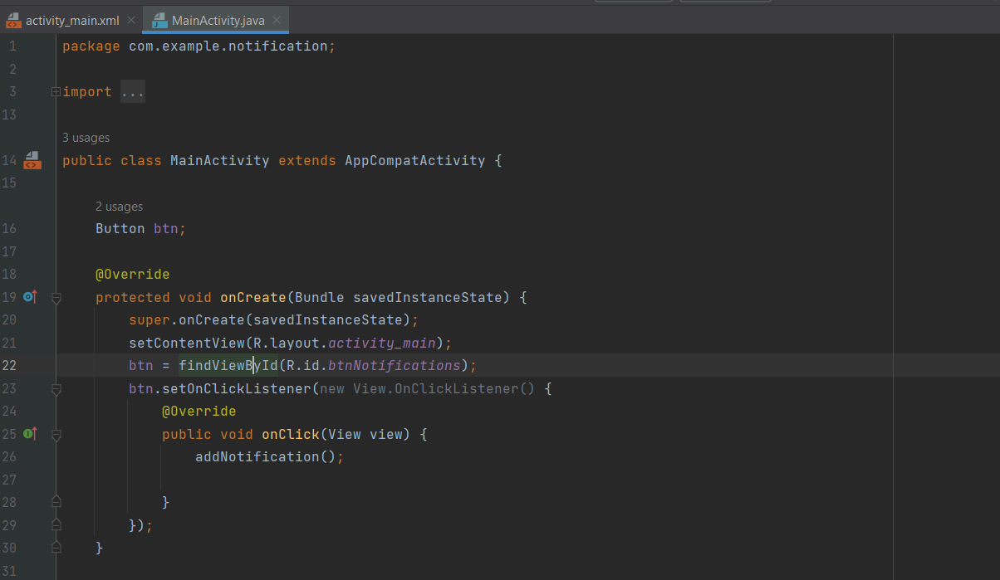 activity_main.xml MainActivity.java
1 package com.example.notification;
2
3 import ...
13
3 usages
14 public class MainActivity extends AppCompatActivity {
15
2 usages
16 Button btn;
17
18 @Override
19 protected void onCreate(Bundle savedInstanceState) {
20 super.onCreate(savedInstanceState);
21 setContentView(R.layout.activity_main);
22 btn = findViewById(R.id.btnNotifications);
23 btn.setOnClickListener(new View.OnClickListener() {
24 @Override
25 public void onClick(View view) {
26 addNotification();
27
28 }
29 });
30 }
31